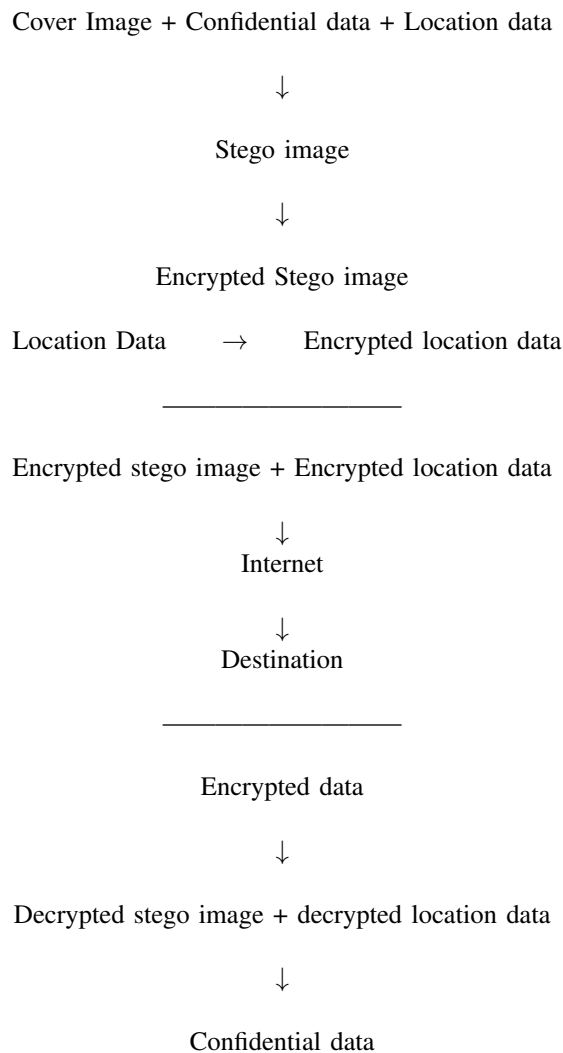 Cover Image + Confidential data + Location data
↓
Stego image
↓
Encrypted Stego image
Location Data → Encrypted location data
Encrypted stego image + Encrypted location data
↓
Internet
↓
Destination
Encrypted data
↓
Decrypted stego image + decrypted location data
↓
Confidential data